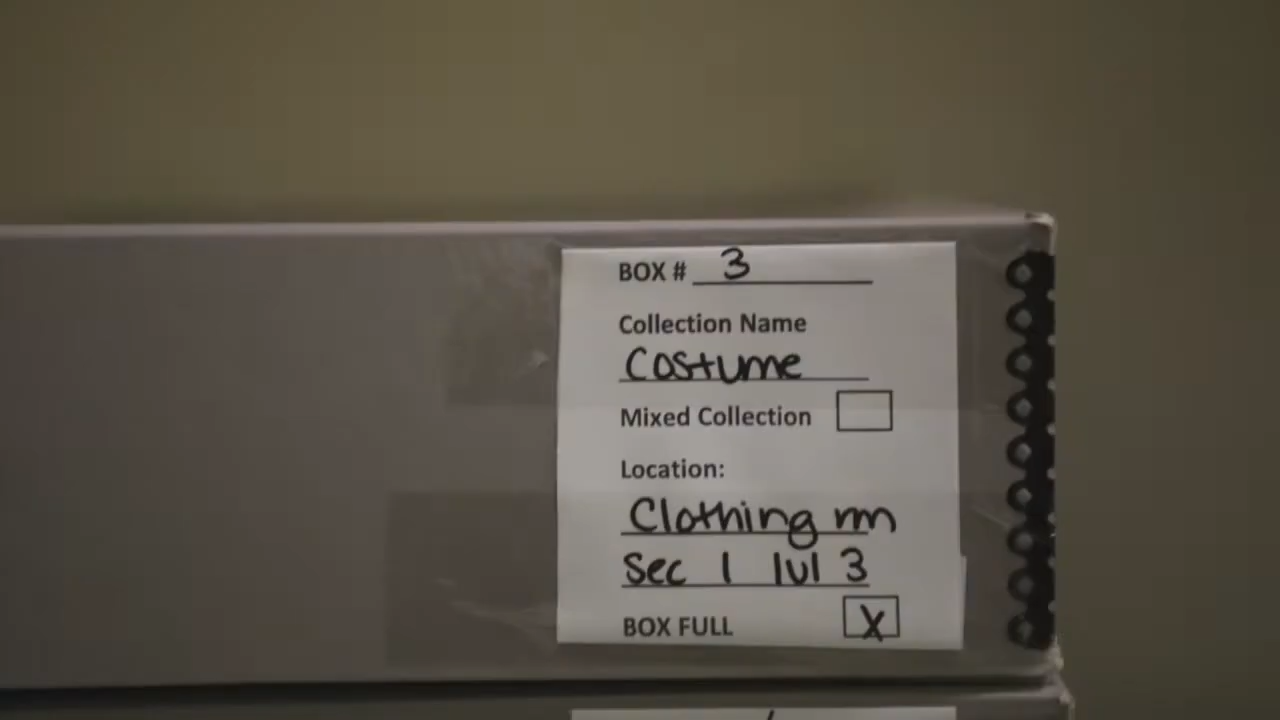 BOX # 3
Collection Name
Costume
Mixed Collection
Location:
Clothing rm
Sec 1 lvl 3
BOX FULL X